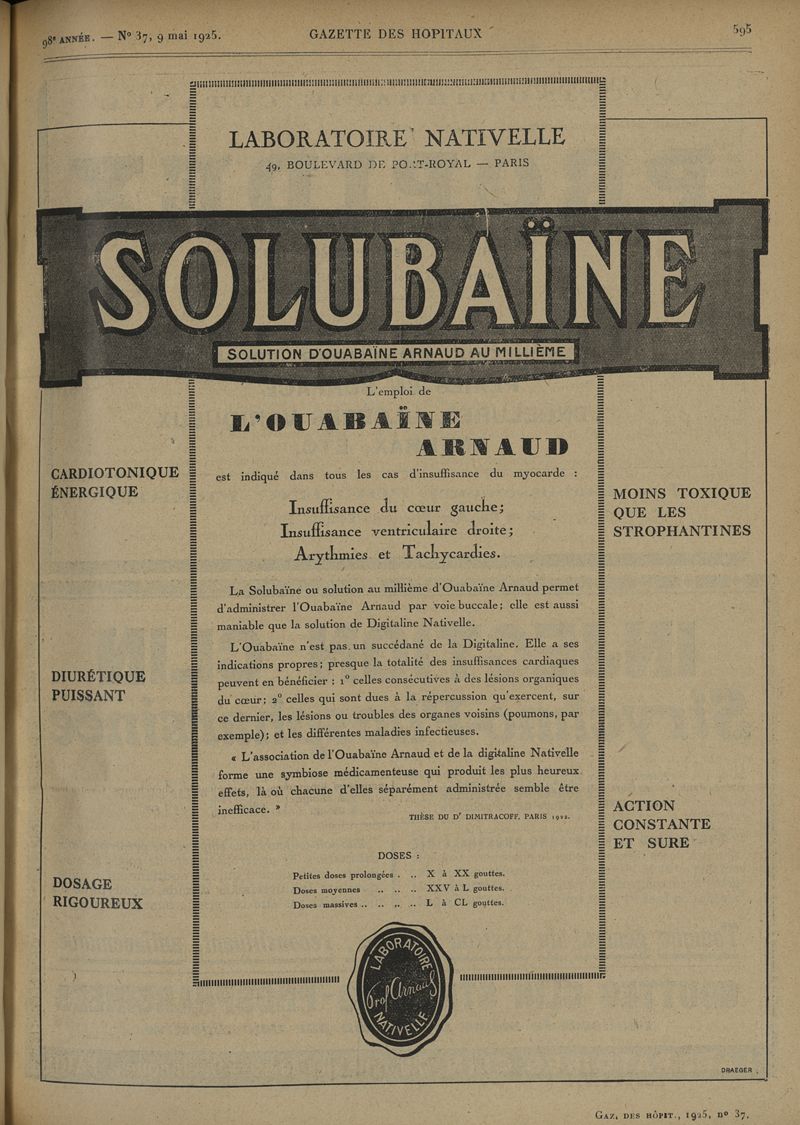 98e ANNÉE. — No 37, 9 mai 1925.
GAZETTE DES HOPITAUX
595
LABORATOIRE NATIVELLE
49, BOULEVARD DE PORT-ROYAL — PARIS
SOLUBAÏNE
SOLUTION D'OUABAÏNE ARNAUD AU MILLIÈME
L'emploi de
L'OUABAÏNE
ARNAUD
est indiqué dans tous les cas d'insuffisance du myocarde :
Insuffisance du cœur gauche;
Insuffisance ventriculaire droite;
Arythmies et Tachycardies.
La Solubaïne ou solution au millième d'Ouabaïne Arnaud permet
d'administrer l'Ouabaïne Arnaud par voie buccale; elle est aussi
maniable que la solution de Digitaline Nativelle.
L'Ouabaïne n'est pas un succédané de la Digitaline. Elle a ses
indications propres; presque la totalité des insuffisances cardiaques
peuvent en bénéficier : 1o celles consécutives à des lésions organiques
du cœur; 2o celles qui sont dues à la répercussion qu'exercent, sur
ce dernier, les lésions ou troubles des organes voisins (poumons, par
exemple); et les différentes maladies infectieuses.
« L'association de l'Ouabaïne Arnaud et de la digitaline Nativelle
forme une symbiose médicamenteuse qui produit les plus heureux
effets, là où chacune d'elles séparément administrée semble être
inefficace. »
THÈSE DU Dr DIMITRACOFF, PARIS 1922.
DOSES :
Petites doses prolongées . .. X à XX gouttes.
Doses moyennes .. .. .. XXV à L gouttes.
Doses massives .. .. .. .. L à CL gouttes.
CARDIOTONIQUE
ÉNERGIQUE
DIURÉTIQUE
PUISSANT
DOSAGE
RIGOUREUX
MOINS TOXIQUE
QUE LES
STROPHANTINES
ACTION
CONSTANTE
ET SURE
LABORATOIRE
Prof Arnaud
NATIVELLE
DRAEGER
GAZ. DES HÔPIT., 1925, no 37.